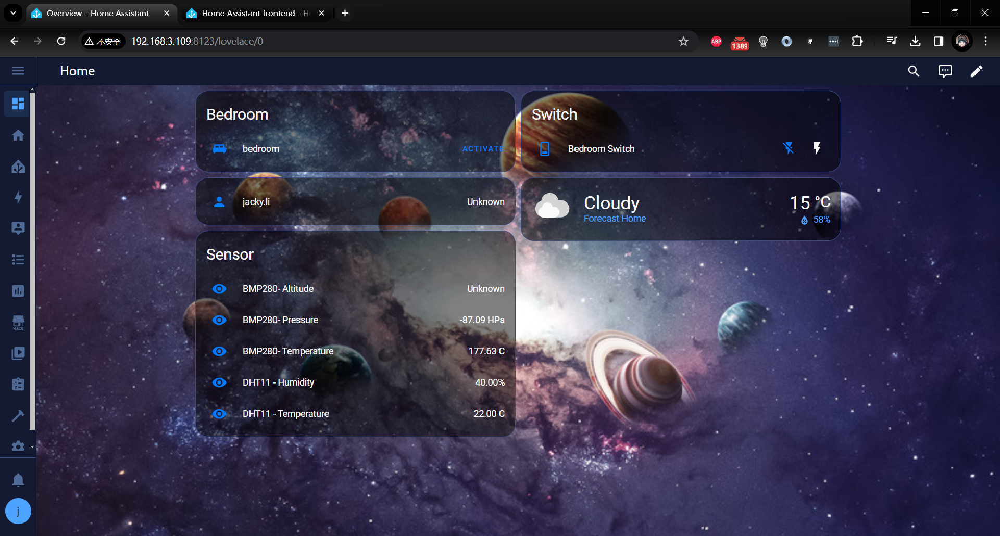 Overview – Home Assistant
Home Assistant frontend - H
不安全
192.168.3.109:8123/lovelace/0
ABP
1389
Home
Bedroom
bedroom
ACTIVATE
Switch
Bedroom Switch
jacky.li
Unknown
Cloudy
15 °C
Forecast Home
58%
Sensor
BMP280- Altitude
Unknown
BMP280- Pressure
-87.09 HPa
BMP280- Temperature
177.63 C
DHT11 - Humidity
40.00%
DHT11 - Temperature
22.00 C
HACS
j